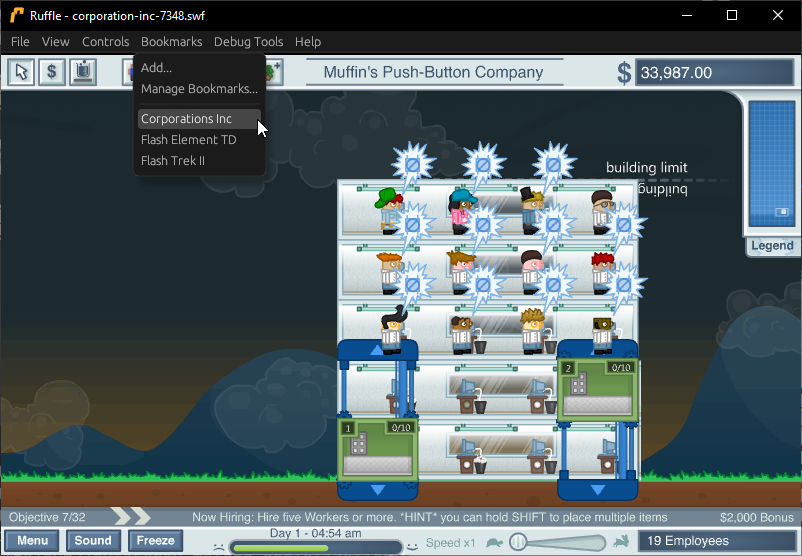 Ruffle - corporation-inc-7348.swf
File View Controls Bookmarks Debug Tools Help
Add...
Manage Bookmarks...
Corporations Inc
Flash Element TD
Flash Trek II
$
Muffin's Push-Button Company
$ 33,987.00
building limit
building
Legend
2 0/10
1 0/10
Objective 7/32
Now Hiring: Hire five Workers or more. *HINT* you can hold SHIFT to place multiple items
$2,000 Bonus
Menu
Sound
Freeze
Day 1 - 04:54 am
Speed x1
19 Employees